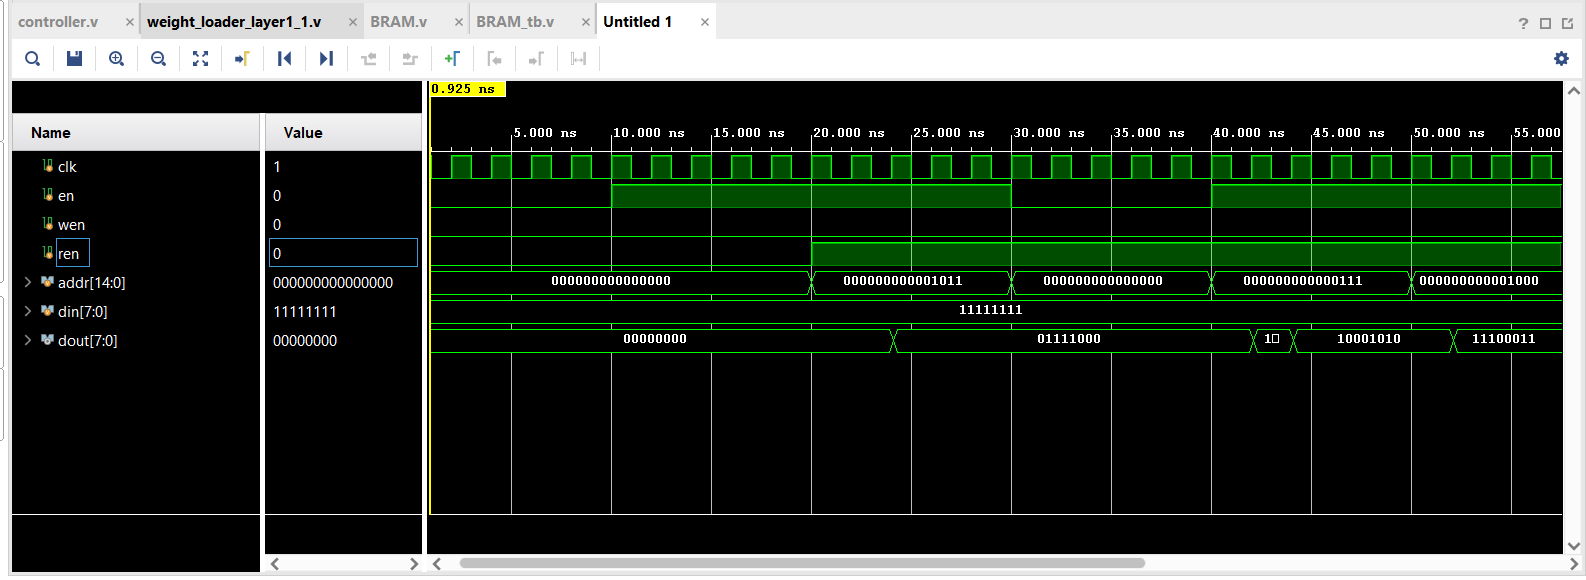 controller.v × weight_loader_layer1_1.v × BRAM.v × BRAM_tb.v × Untitled 1 × ?
0.925 ns
Name Value
5.000 ns 10.000 ns 15.000 ns 20.000 ns 25.000 ns 30.000 ns 35.000 ns 40.000 ns 45.000 ns 50.000 ns 55.000
clk 1
en 0
wen 0
ren 0
addr[14:0] 000000000000000 000000000000000 000000000001011 000000000000000 000000000000111 000000000001000
din[7:0] 11111111 11111111
dout[7:0] 00000000 00000000 01111000 1 10001010 11100011